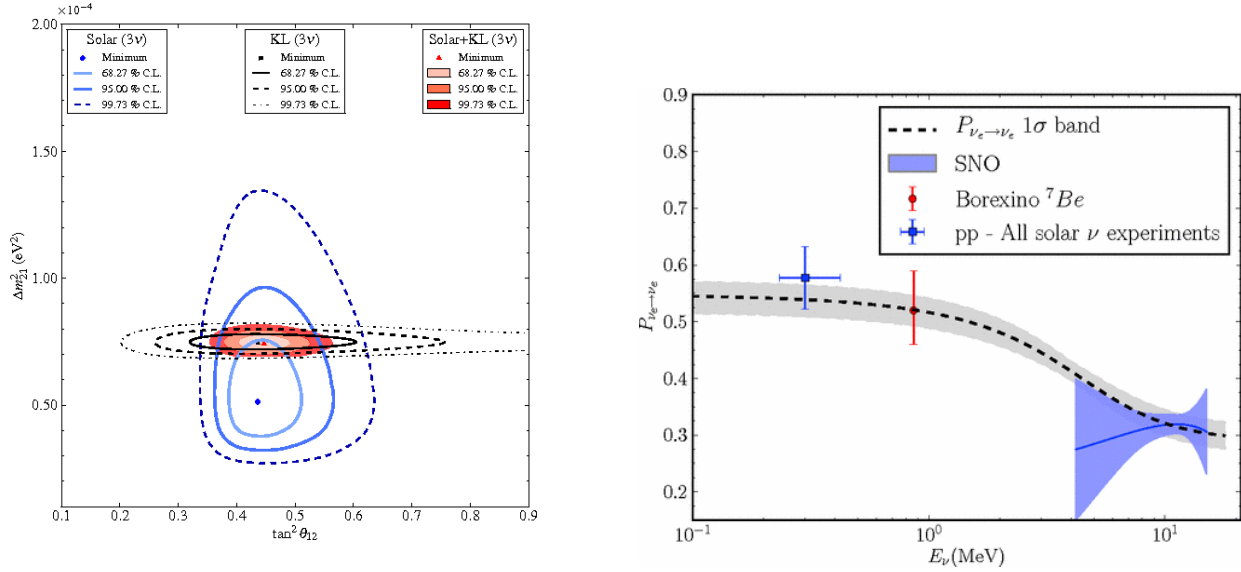 2.00 ×10⁻⁴
Solar (3ν) KL (3ν) Solar+KL (3ν)
Minimum Minimum Minimum
68.27 % C.L. 68.27 % C.L. 68.27 % C.L.
95.00 % C.L. 95.00 % C.L. 95.00 % C.L.
99.73 % C.L. 99.73 % C.L. 99.73 % C.L.
1.50
1.00
0.50
Δm²₂₁ (eV²)
0.1 0.2 0.3 0.4 0.5 0.6 0.7 0.8 0.9
tan² θ₁₂
0.9
0.8
0.7
0.6
0.5
0.4
0.3
0.2
P_{νₑ→νₑ}
P_{νₑ→νₑ} 1σ band
SNO
Borexino ⁷Be
pp - All solar ν experiments
10⁻¹ 10⁰ 10¹
E_ν(MeV)